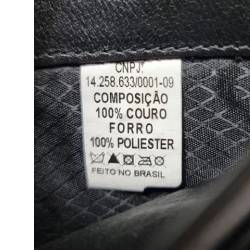 CNPJ:
14.258.633/0001-09
COMPOSIÇÃO
100% COURO
FORRO
100% POLIESTER
FEITO NO BRASIL